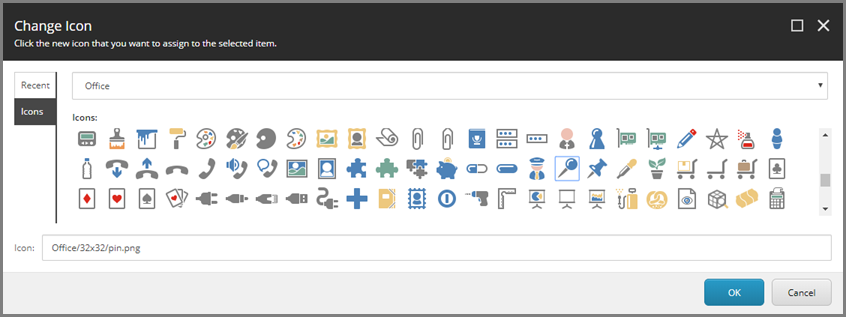 Change Icon
Click the new icon that you want to assign to the selected item.
Recent
Office
Icons
Icons:
Icon: Office/32x32/pin.png
OK Cancel